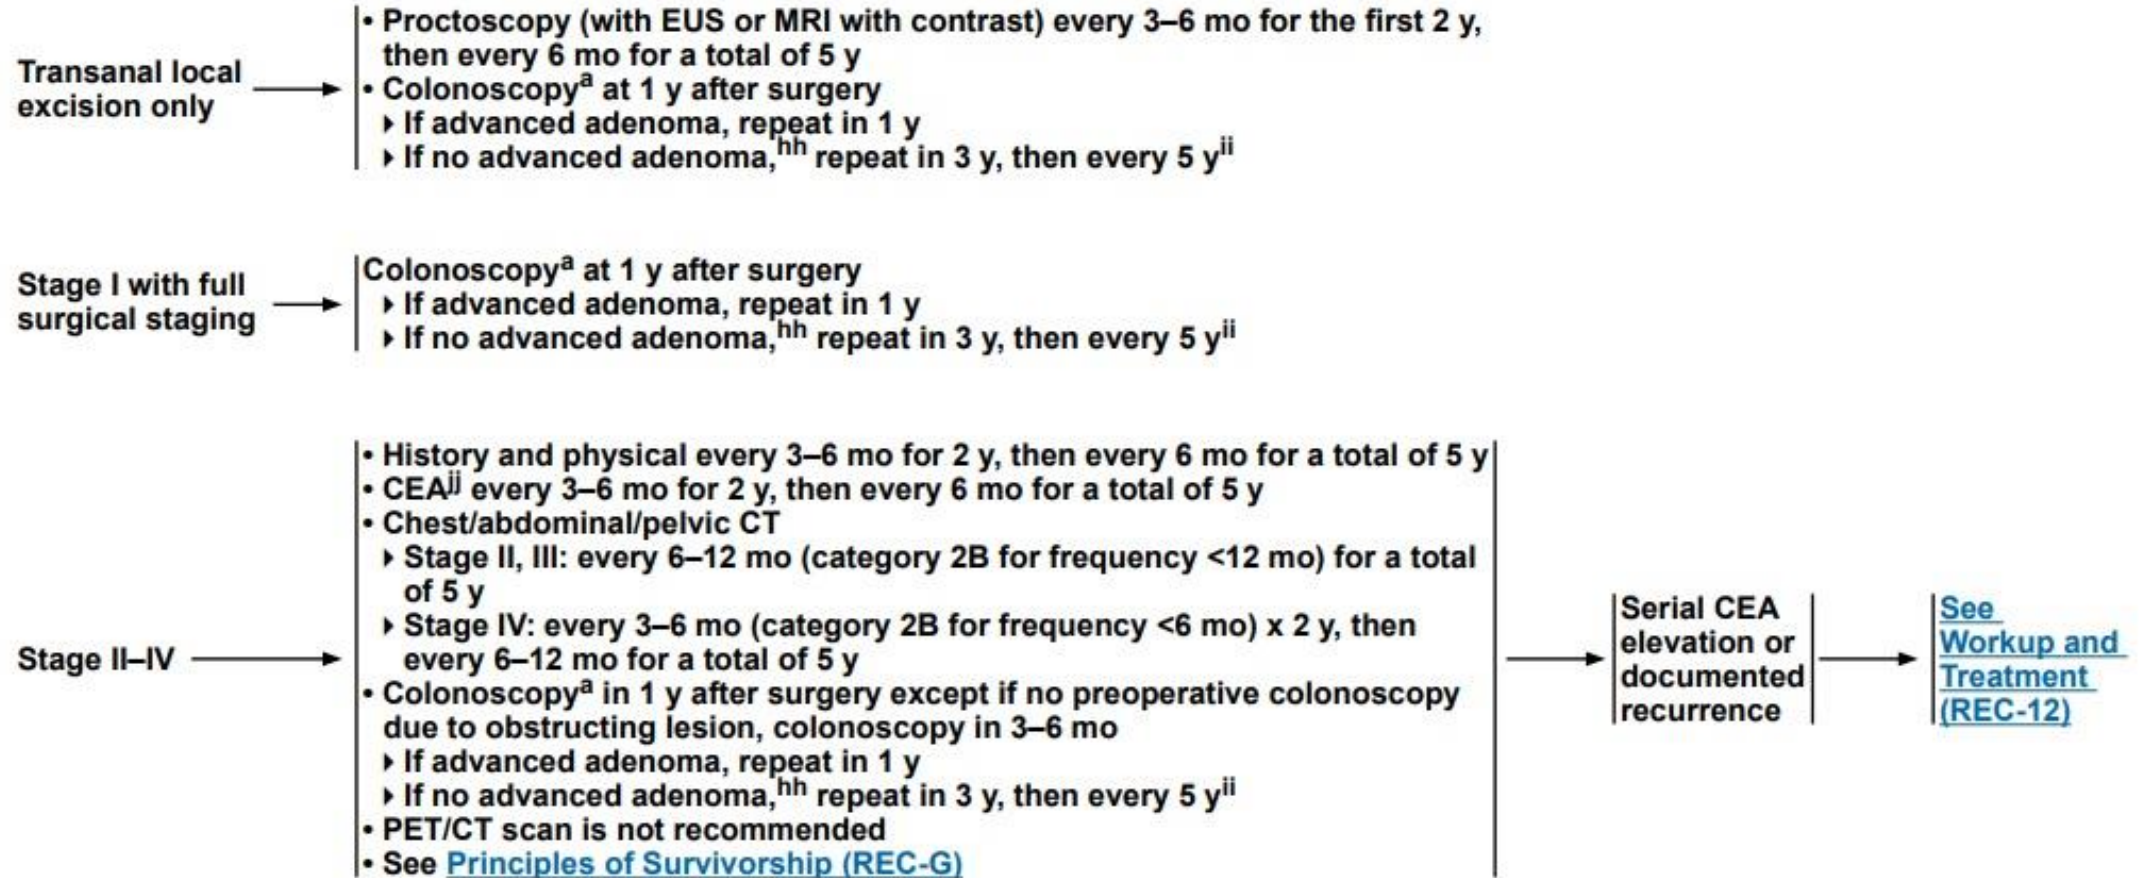 Transanal local
excision only
• Proctoscopy (with EUS or MRI with contrast) every 3–6 mo for the first 2 y,
then every 6 mo for a total of 5 y
• Colonoscopyᵃ at 1 y after surgery
▸ If advanced adenoma, repeat in 1 y
▸ If no advanced adenoma,ʰʰ repeat in 3 y, then every 5 yⁱⁱ
Stage I with full
surgical staging
Colonoscopyᵃ at 1 y after surgery
▸ If advanced adenoma, repeat in 1 y
▸ If no advanced adenoma,ʰʰ repeat in 3 y, then every 5 yⁱⁱ
Stage II–IV
• History and physical every 3–6 mo for 2 y, then every 6 mo for a total of 5 y
• CEAʲʲ every 3–6 mo for 2 y, then every 6 mo for a total of 5 y
• Chest/abdominal/pelvic CT
▸ Stage II, III: every 6–12 mo (category 2B for frequency <12 mo) for a total
of 5 y
▸ Stage IV: every 3–6 mo (category 2B for frequency <6 mo) x 2 y, then
every 6–12 mo for a total of 5 y
• Colonoscopyᵃ in 1 y after surgery except if no preoperative colonoscopy
due to obstructing lesion, colonoscopy in 3–6 mo
▸ If advanced adenoma, repeat in 1 y
▸ If no advanced adenoma,ʰʰ repeat in 3 y, then every 5 yⁱⁱ
• PET/CT scan is not recommended
• See Principles of Survivorship (REC-G)
Serial CEA
elevation or
documented
recurrence
See
Workup and
Treatment
(REC-12)